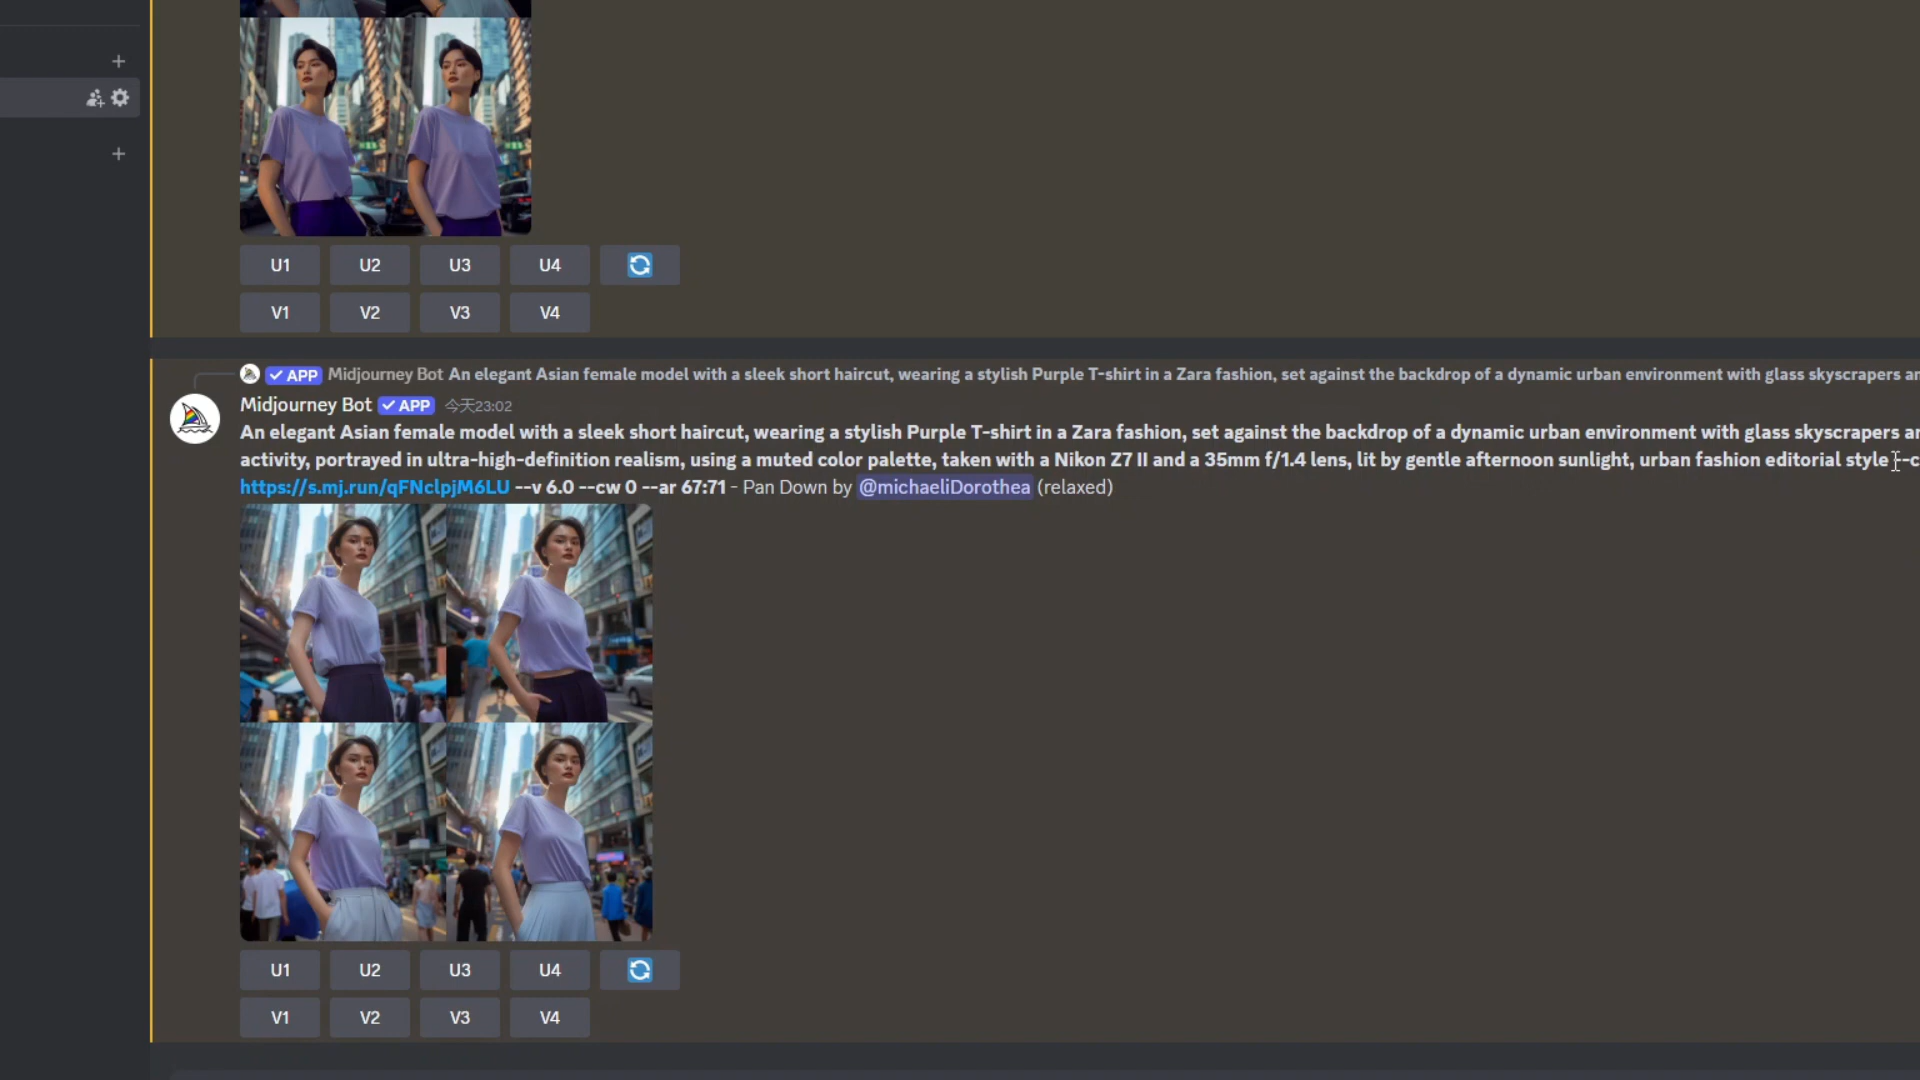 U1 U2 U3 U4
V1 V2 V3 V4
APP Midjourney Bot An elegant Asian female model with a sleek short haircut, wearing a stylish Purple T-shirt in a Zara fashion, set against the backdrop of a dynamic urban environment with glass skyscrapers
Midjourney Bot APP 今天23:02
An elegant Asian female model with a sleek short haircut, wearing a stylish Purple T-shirt in a Zara fashion, set against the backdrop of a dynamic urban environment with glass skyscrapers
activity, portrayed in ultra-high-definition realism, using a muted color palette, taken with a Nikon Z7 II and a 35mm f/1.4 lens, lit by gentle afternoon sunlight, urban fashion editorial style --c
https://s.mj.run/qFNclpjM6LU --v 6.0 --cw 0 --ar 67:71 - Pan Down by @michaeliDorothea (relaxed)
U1 U2 U3 U4
V1 V2 V3 V4